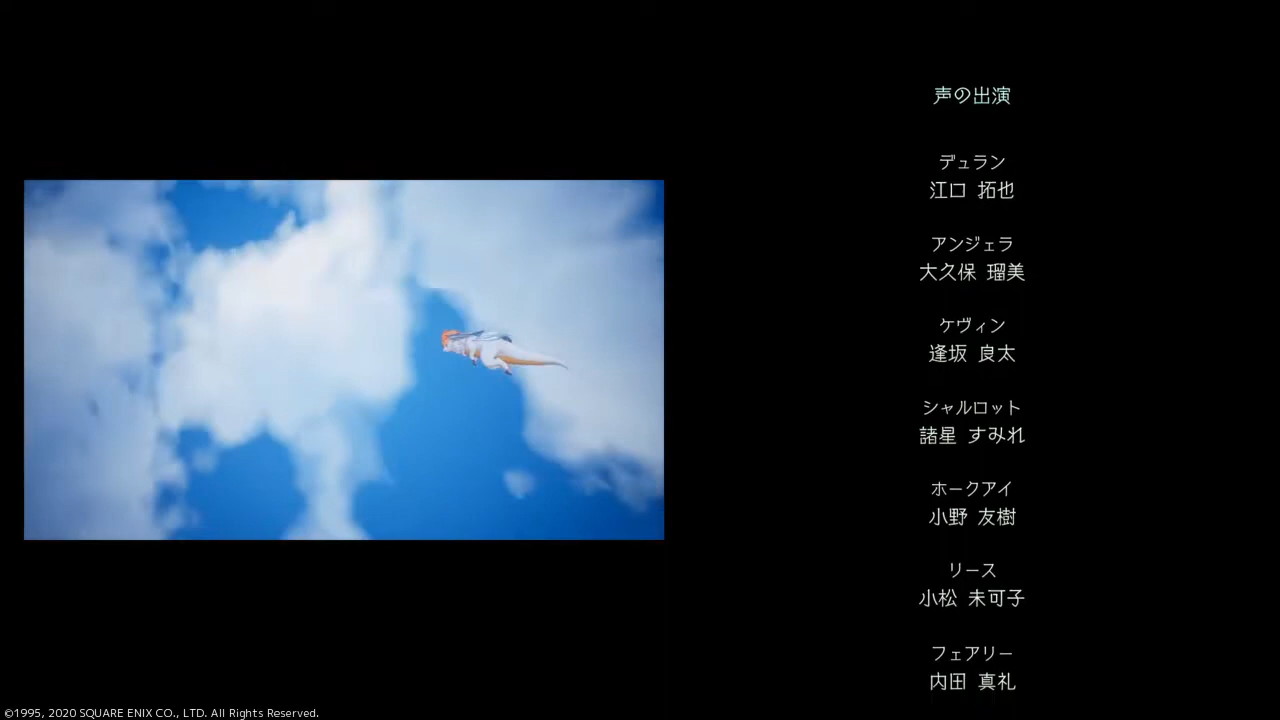 声の出演
デュラン
江口 拓也
アンジェラ
大久保 瑠美
ケヴィン
逢坂 良太
シャルロット
諸星 すみれ
ホークアイ
小野 友樹
リース
小松 未可子
フェアリー
内田 真礼
©1995, 2020 SQUARE ENIX CO., LTD. All Rights Reserved.